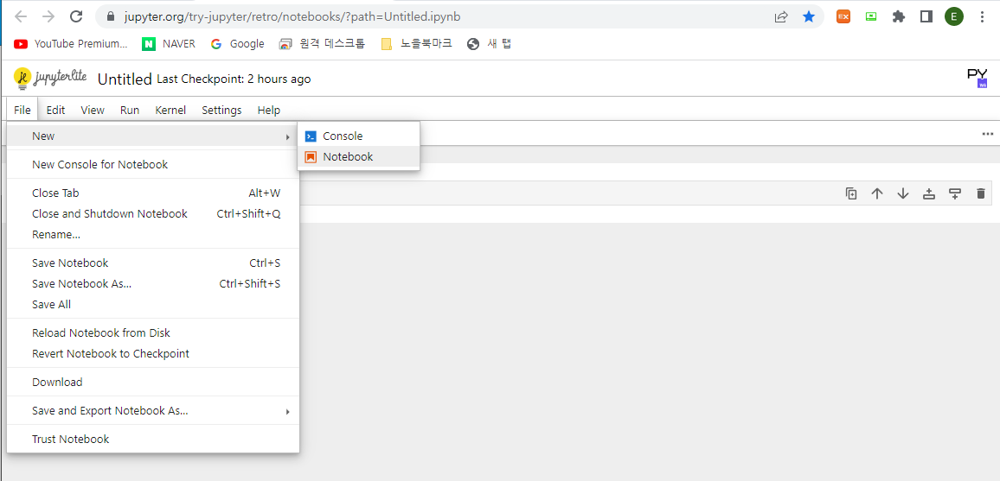 jupyter.org/try-jupyter/retro/notebooks/?path=Untitled.ipynb
EX
E
YouTube Premium... N NAVER G Google 원격 데스크톱 노을북마크 새 탭
jupyterlite Untitled Last Checkpoint: 2 hours ago
PY
File Edit View Run Kernel Settings Help
New
Console
Notebook
New Console for Notebook
Close Tab Alt+W
Close and Shutdown Notebook Ctrl+Shift+Q
Rename...
Save Notebook Ctrl+S
Save Notebook As... Ctrl+Shift+S
Save All
Reload Notebook from Disk
Revert Notebook to Checkpoint
Download
Save and Export Notebook As...
Trust Notebook